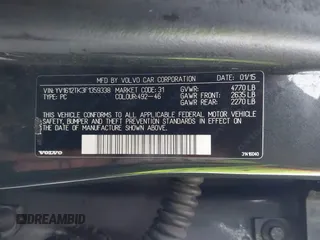 MFD BY VOLVO CAR CORPORATION DATE: 01/15
VIN: YV1612TK3F1359338 MARKET CODE: 31 GVWR: 4770 LB
TYPE: PC COLOUR: 492-46 GAWR FRONT: 2635 LB
GAWR REAR: 2270 LB
THIS VEHICLE CONFORMS TO ALL APPLICABLE FEDERAL MOTOR VEHICLE
SAFETY, BUMPER AND THEFT PREVENTION STANDARDS IN EFFECT ON THE
DATE OF MANUFACTURE SHOWN ABOVE.
VOLVO
DREAMBID